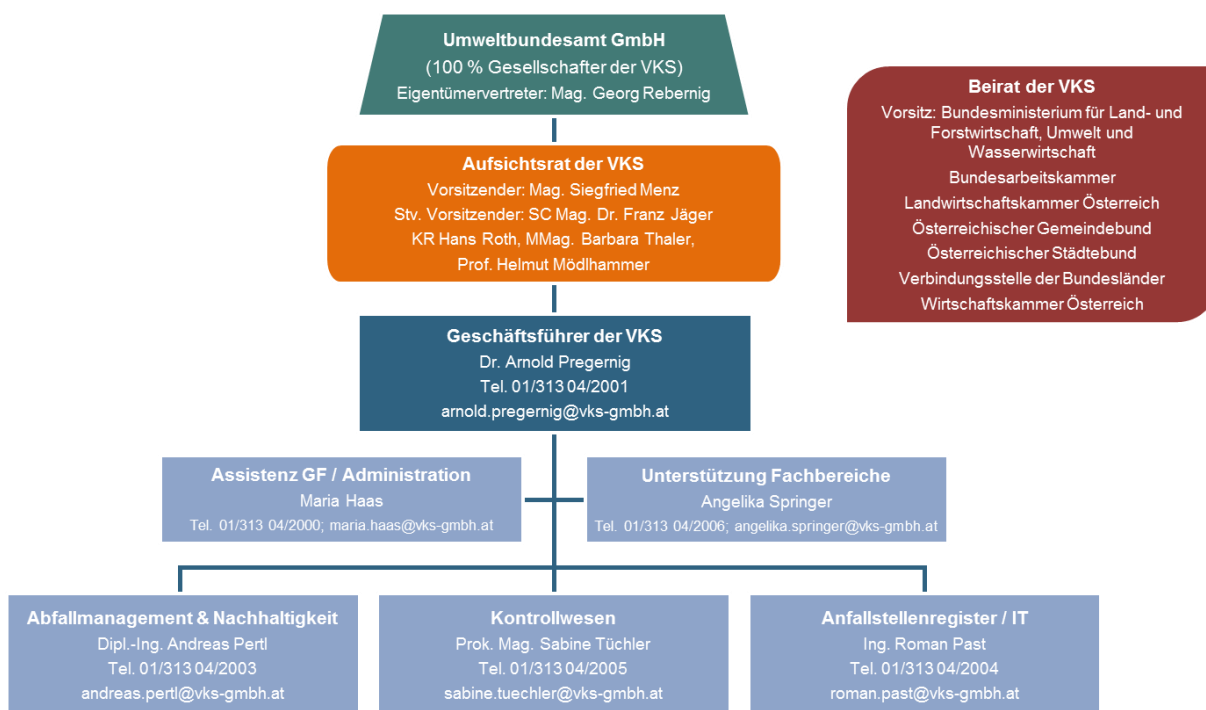 Umweltbundesamt GmbH
(100 % Gesellschafter der VKS)
Eigentümervertreter: Mag. Georg Rebernig
Beirat der VKS
Vorsitz: Bundesministerium für Land- und
Forstwirtschaft, Umwelt und
Wasserwirtschaft
Bundesarbeitskammer
Landwirtschaftskammer Österreich
Österreichischer Gemeindebund
Österreichischer Städtebund
Verbindungsstelle der Bundesländer
Wirtschaftskammer Österreich
Aufsichtsrat der VKS
Vorsitzender: Mag. Siegfried Menz
Stv. Vorsitzender: SC Mag. Dr. Franz Jäger
KR Hans Roth, MMag. Barbara Thaler,
Prof. Helmut Mödlhammer
Geschäftsführer der VKS
Dr. Arnold Pregernig
Tel. 01/313 04/2001
arnold.pregernig@vks-gmbh.at
Assistenz GF / Administration
Maria Haas
Tel. 01/313 04/2000; maria.haas@vks-gmbh.at
Unterstützung Fachbereiche
Angelika Springer
Tel. 01/313 04/2006; angelika.springer@vks-gmbh.at
Abfallmanagement & Nachhaltigkeit
Dipl.-Ing. Andreas Pertl
Tel. 01/313 04/2003
andreas.pertl@vks-gmbh.at
Kontrollwesen
Prok. Mag. Sabine Tüchler
Tel. 01/313 04/2005
sabine.tuechler@vks-gmbh.at
Anfallstellenregister / IT
Ing. Roman Past
Tel. 01/313 04/2004
roman.past@vks-gmbh.at